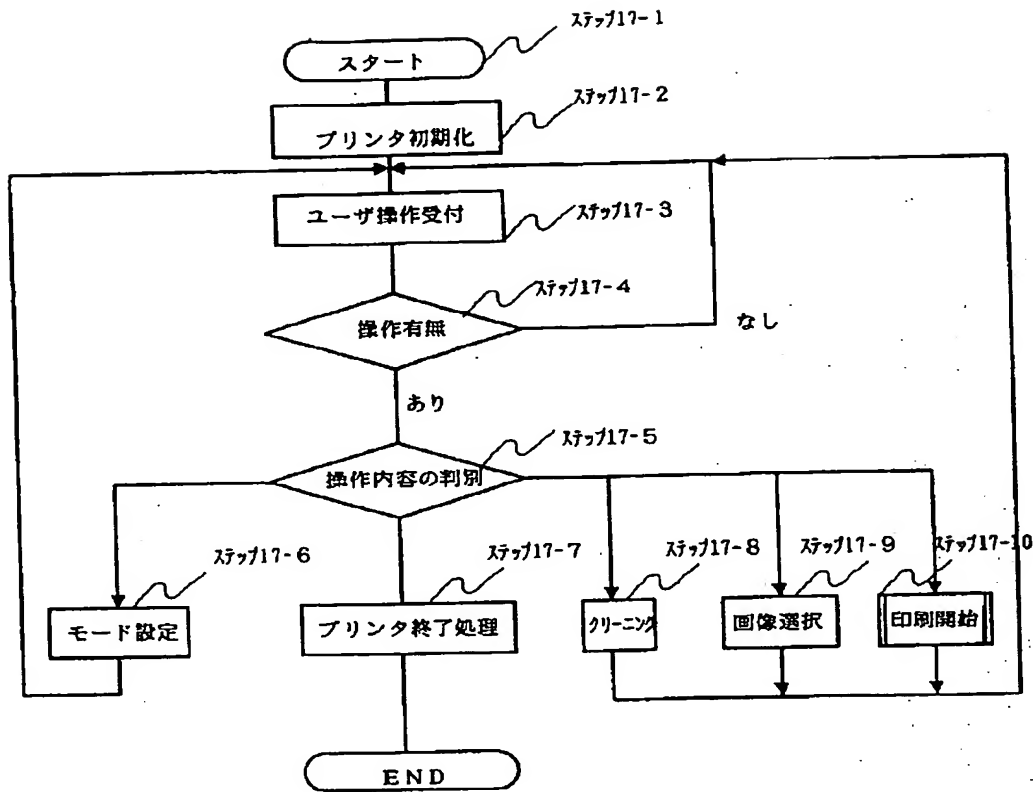 ステップ17-1
スタート
ステップ17-2
プリンタ初期化
ユーザ操作受付
ステップ17-3
ステップ17-4
操作有無
なし
あり
ステップ17-5
操作内容の判別
ステップ17-6
ステップ17-7
ステップ17-8
ステップ17-9
ステップ17-10
モード設定
プリンタ終了処理
クリーニング
画像選択
印刷開始
END